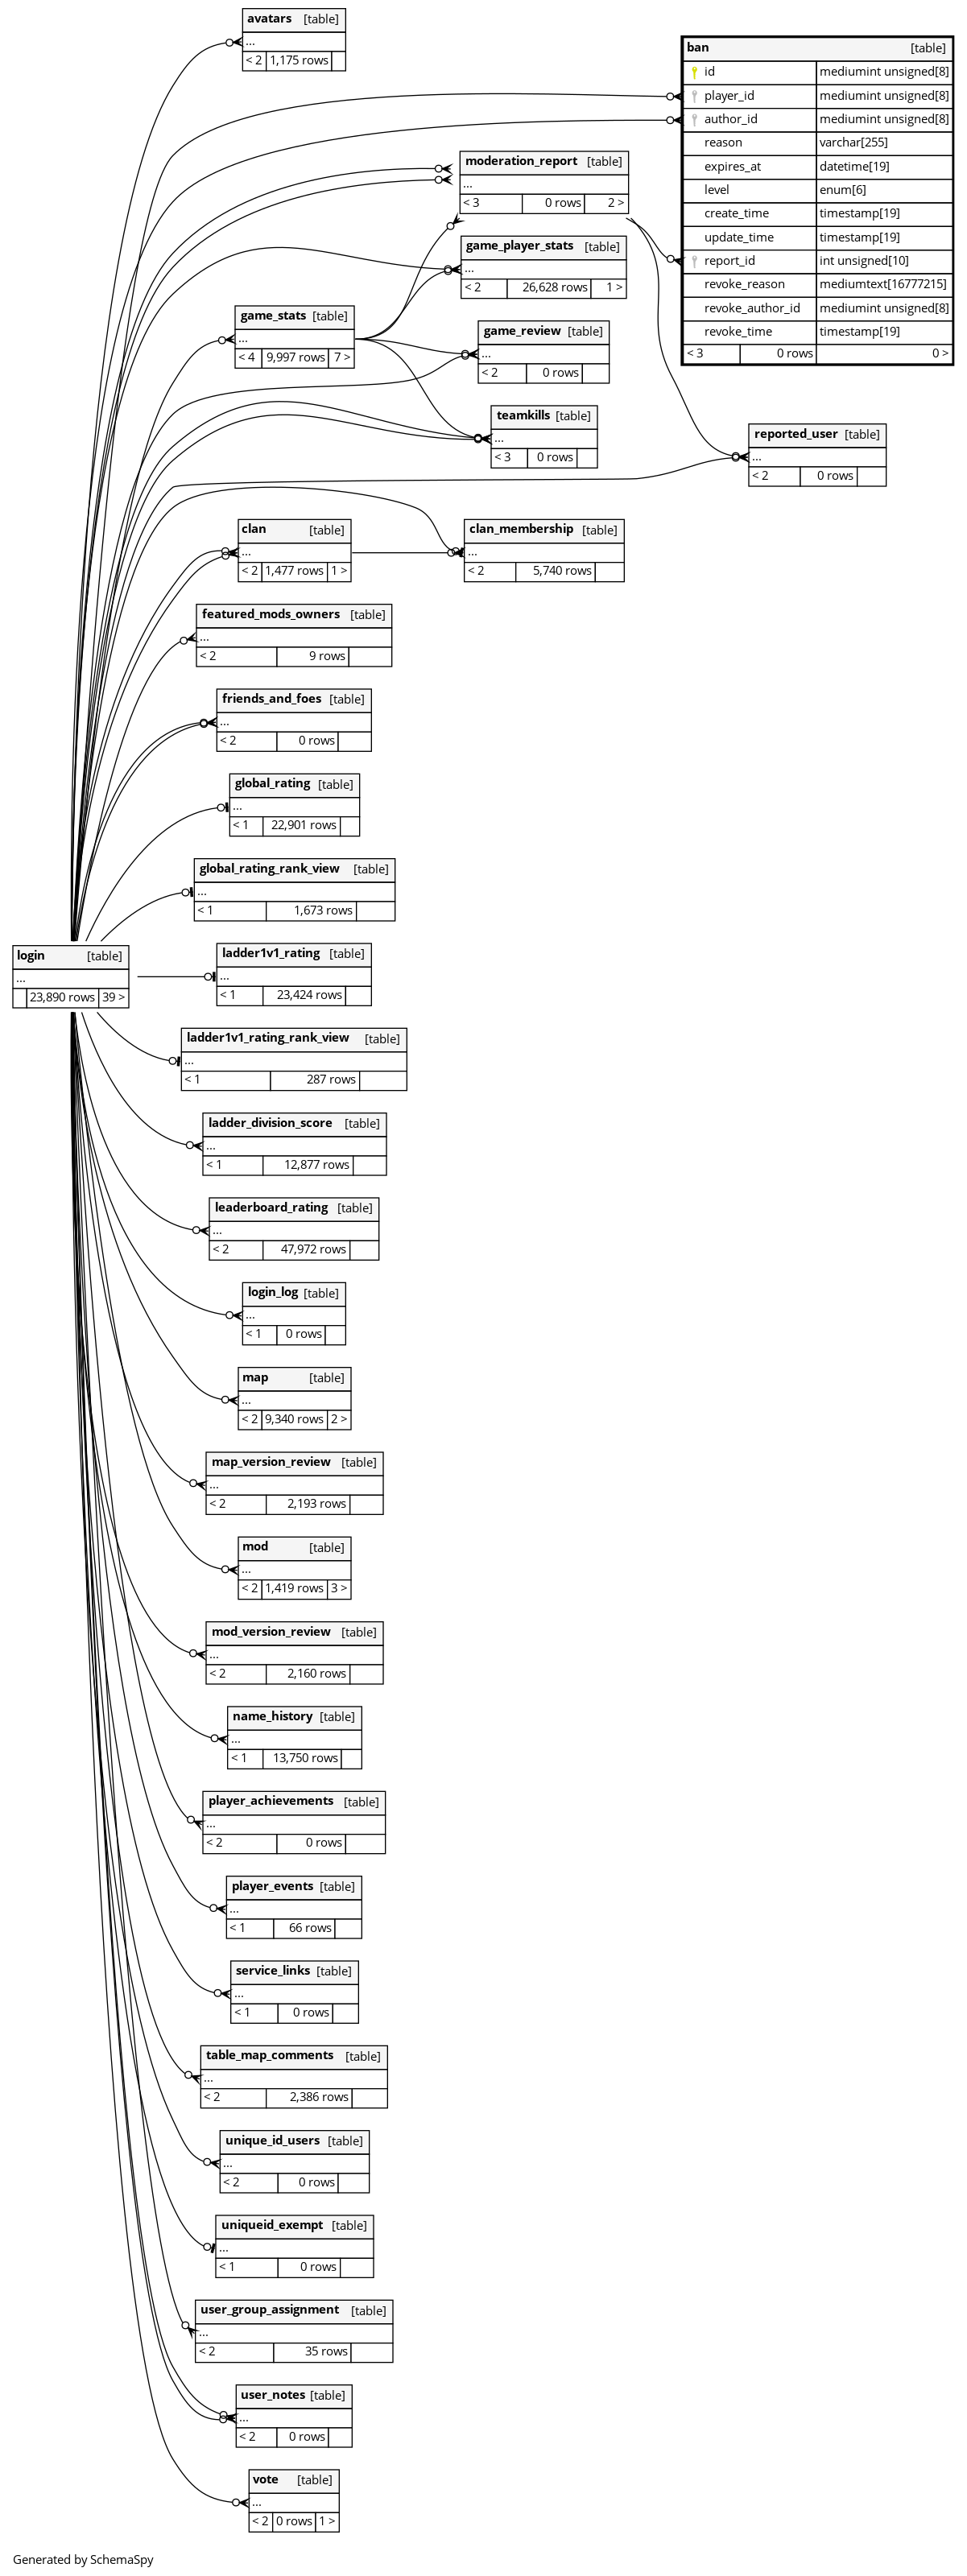 avatars [table]
...
< 2 1,175 rows
ban [table]
id mediumint unsigned[8]
player_id mediumint unsigned[8]
author_id mediumint unsigned[8]
reason varchar[255]
expires_at datetime[19]
level enum[6]
create_time timestamp[19]
update_time timestamp[19]
report_id int unsigned[10]
revoke_reason mediumtext[16777215]
revoke_author_id mediumint unsigned[8]
revoke_time timestamp[19]
< 3 0 rows 0 >
moderation_report [table]
...
< 3 0 rows 2 >
game_player_stats [table]
...
< 2 26,628 rows 1 >
game_stats [table]
...
< 4 9,997 rows 7 >
game_review [table]
...
< 2 0 rows
teamkills [table]
...
< 3 0 rows
reported_user [table]
...
< 2 0 rows
clan [table]
...
< 2 1,477 rows 1 >
clan_membership [table]
...
< 2 5,740 rows
featured_mods_owners [table]
...
< 2 9 rows
friends_and_foes [table]
...
< 2 0 rows
global_rating [table]
...
< 1 22,901 rows
global_rating_rank_view [table]
...
< 1 1,673 rows
login [table]
...
23,890 rows 39 >
ladder1v1_rating [table]
...
< 1 23,424 rows
ladder1v1_rating_rank_view [table]
...
< 1 287 rows
ladder_division_score [table]
...
< 1 12,877 rows
leaderboard_rating [table]
...
< 2 47,972 rows
login_log [table]
...
< 1 0 rows
map [table]
...
< 2 9,340 rows 2 >
map_version_review [table]
...
< 2 2,193 rows
mod [table]
...
< 2 1,419 rows 3 >
mod_version_review [table]
...
< 2 2,160 rows
name_history [table]
...
< 1 13,750 rows
player_achievements [table]
...
< 2 0 rows
player_events [table]
...
< 1 66 rows
service_links [table]
...
< 1 0 rows
table_map_comments [table]
...
< 2 2,386 rows
unique_id_users [table]
...
< 2 0 rows
uniqueid_exempt [table]
...
< 1 0 rows
user_group_assignment [table]
...
< 2 35 rows
user_notes [table]
...
< 2 0 rows
vote [table]
...
< 2 0 rows 1 >
Generated by SchemaSpy